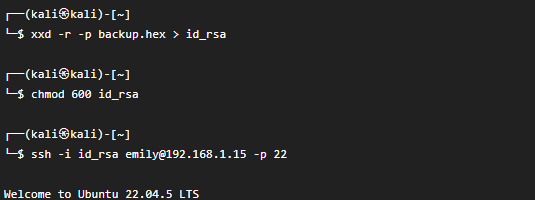 ┌──(kali㉿kali)-[~]
└─$ xxd -r -p backup.hex > id_rsa
┌──(kali㉿kali)-[~]
└─$ chmod 600 id_rsa
┌──(kali㉿kali)-[~]
└─$ ssh -i id_rsa emily@192.168.1.15 -p 22
Welcome to Ubuntu 22.04.5 LTS